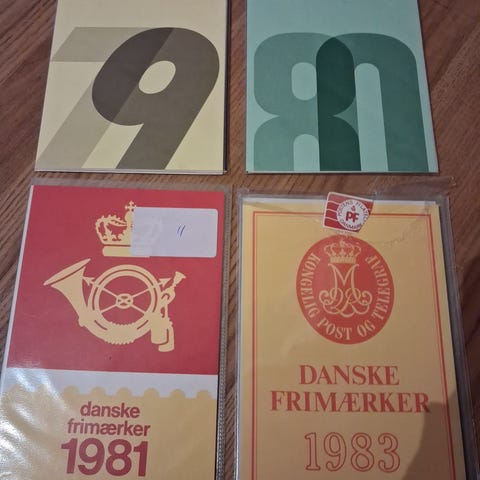 79
80
danske
frimærker
1981
KONGELIG POST OG TELEGRAF
DANSKE
FRIMÆRKER
1983
PF